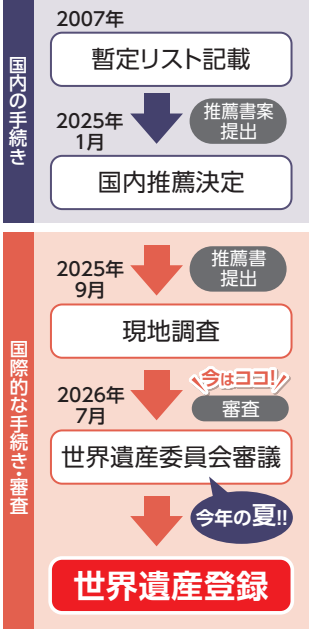 国内の手続き
2007年
暫定リスト記載
2025年
1月
推薦書案
提出
国内推薦決定
国際的な手続き・審査
2025年
9月
推薦書
提出
現地調査
2026年
7月
今はココ!
審査
世界遺産委員会審議
今年の夏!!
世界遺産登録